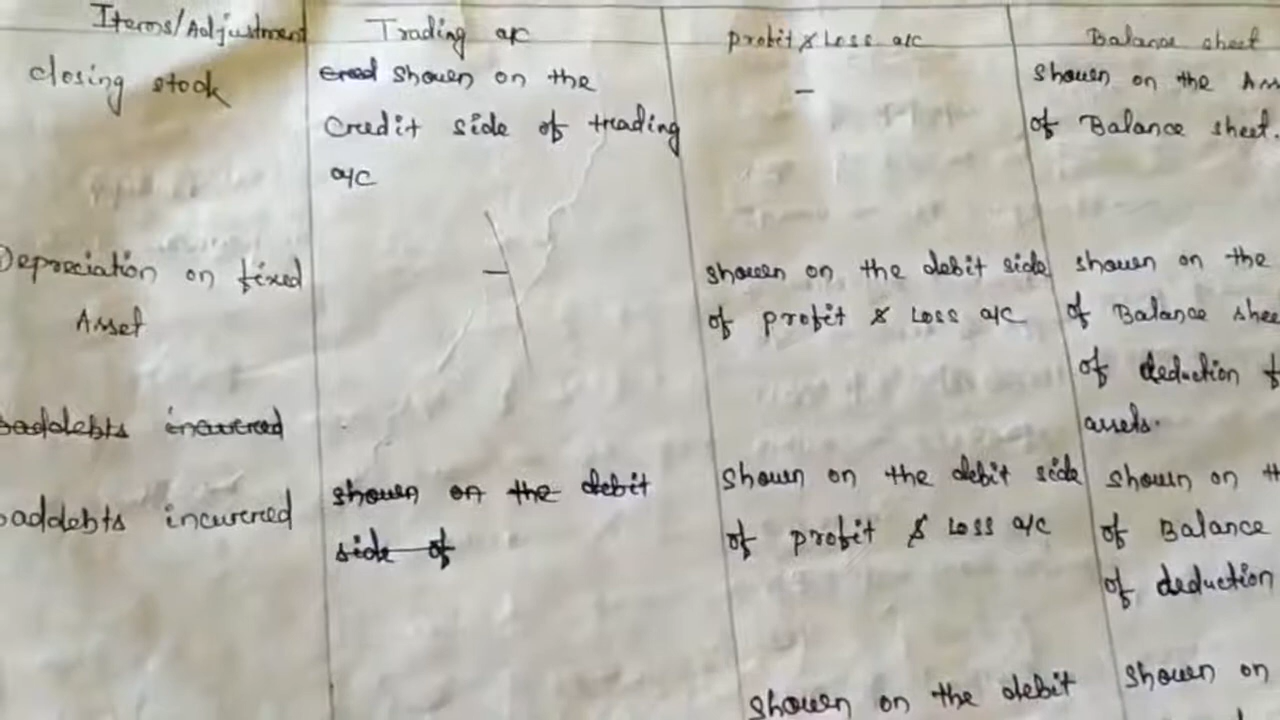 Items/Adjustment
Trading a/c
Profit & Loss a/c
Balance sheet
closing stock
shown on the
Credit side of trading
a/c
-
shown on the
of Balance sheet.
Depreciation on fixed
Asset
-
shown on the debit side
of profit & Loss a/c
shown on the
of Balance
of deduction
assets.
baddebts incurred
baddebts incurred
shown on the debit
side of
shown on the debit side
of profit & Loss a/c
shown on
of Balance
of deduction
shown on the debit
shown on